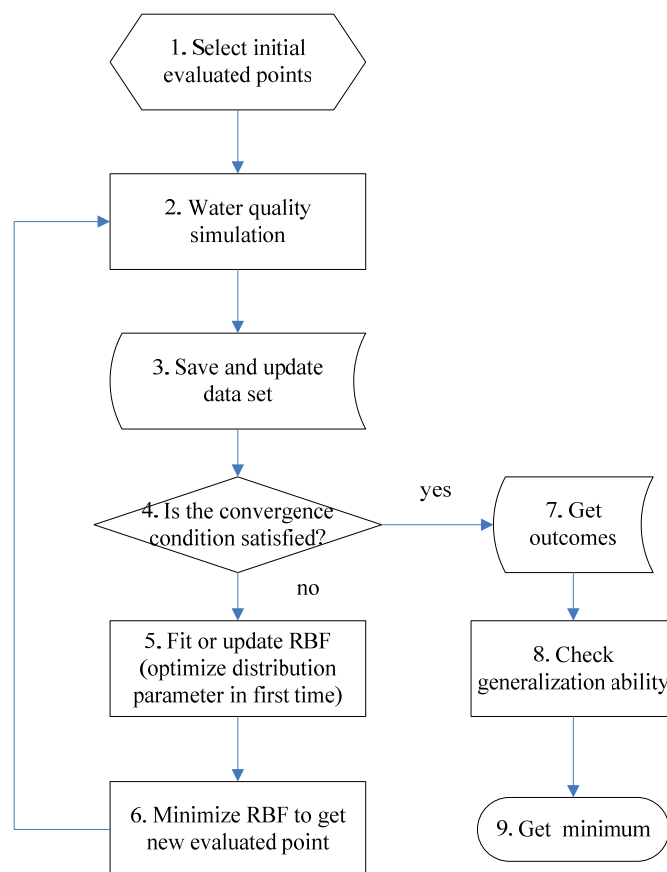 1. Select initial
evaluated points
2. Water quality
simulation
3. Save and update
data set
4. Is the convergence
condition satisfied?
yes
no
5. Fit or update RBF
(optimize distribution
parameter in first time)
6. Minimize RBF to get
new evaluated point
7. Get
outcomes
8. Check
generalization ability
9. Get minimum